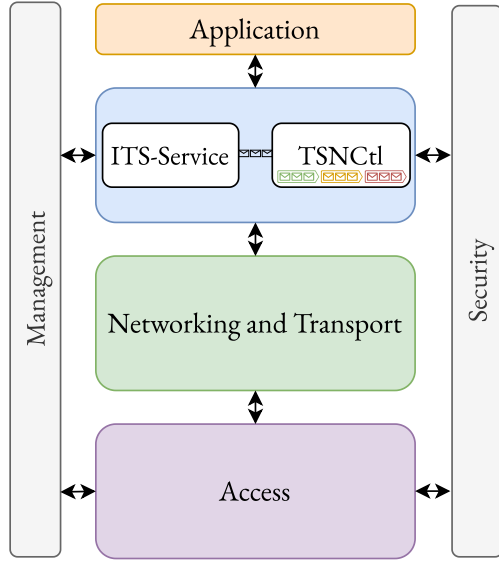 Application
ITS-Service
TSNCtl
Management
Security
Networking and Transport
Access